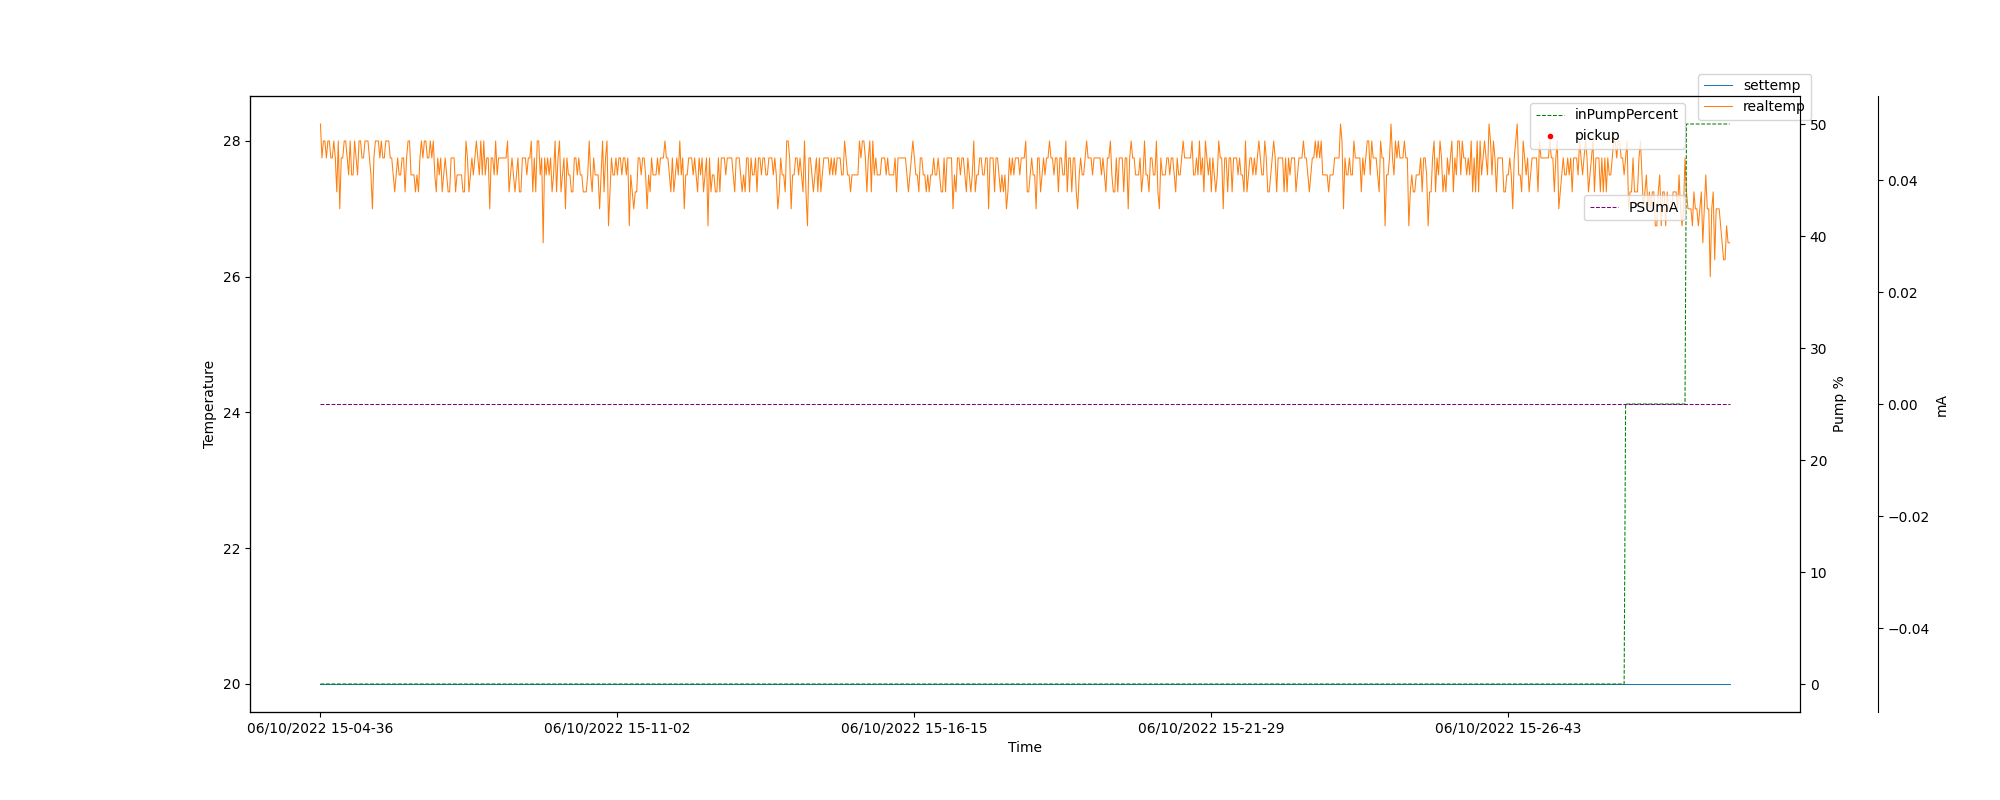 settemp
realtemp
inPumpPercent
pickup
PSUmA
28
26
24
22
20
Temperature
50
40
30
20
10
0
Pump %
0.04
0.02
0.00
−0.02
−0.04
mA
06/10/2022 15-04-36
06/10/2022 15-11-02
06/10/2022 15-16-15
06/10/2022 15-21-29
06/10/2022 15-26-43
Time